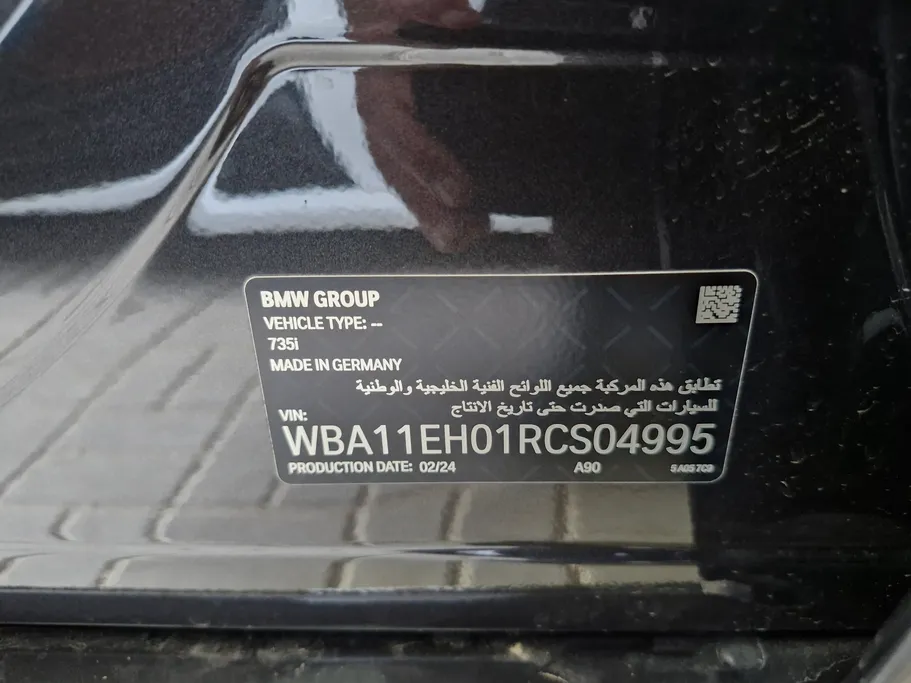 BMW GROUP
VEHICLE TYPE: --
735i
MADE IN GERMANY
تطابق هذه المركبة جميع اللوائح الفنية الخليجية والوطنية
للسيارات التي صدرت حتى تاريخ الانتاج
VIN:
WBA11EH01RCS04995
PRODUCTION DATE: 02/24 A90 5A057C9